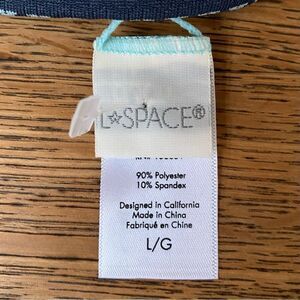 L☆SPACE®
90% Polyester
10% Spandex
Designed in California
Made in China
Fabriqué en Chine
L/G